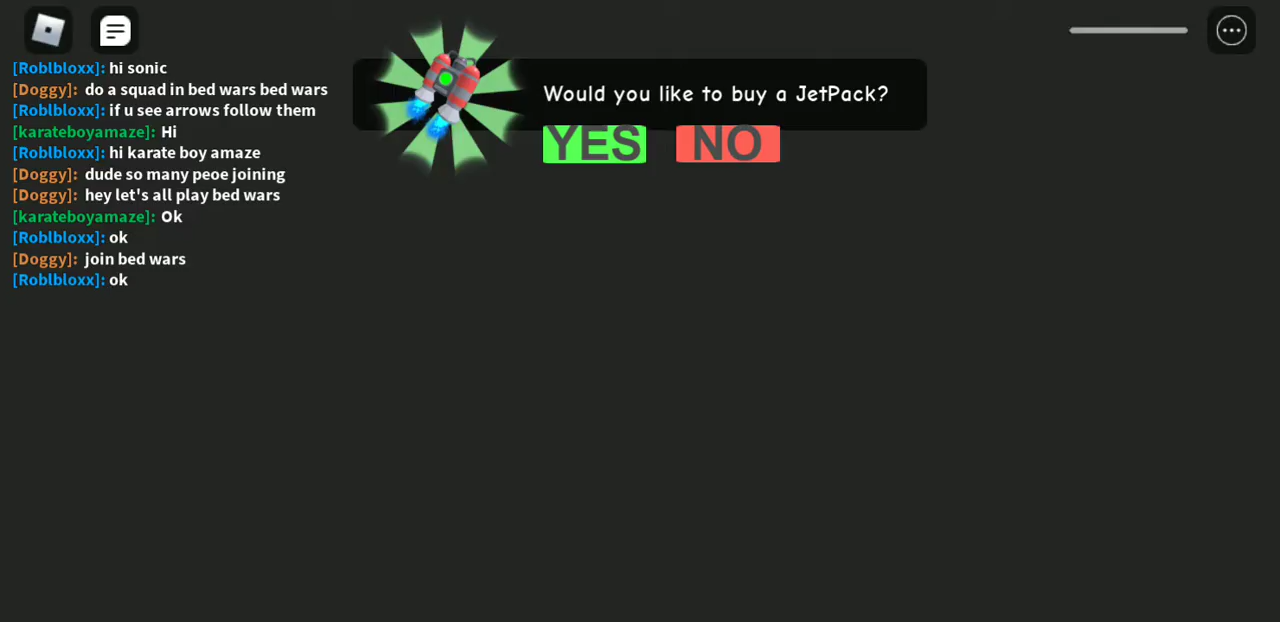 [Roblbloxx]: hi sonic
[Doggy]: do a squad in bed wars bed wars
[Roblbloxx]: if u see arrows follow them
[karateboyamaze]: Hi
[Roblbloxx]: hi karate boy amaze
[Doggy]: dude so many peoe joining
[Doggy]: hey let's all play bed wars
[karateboyamaze]: Ok
[Roblbloxx]: ok
[Doggy]: join bed wars
[Roblbloxx]: ok
Would you like to buy a JetPack?
YES NO